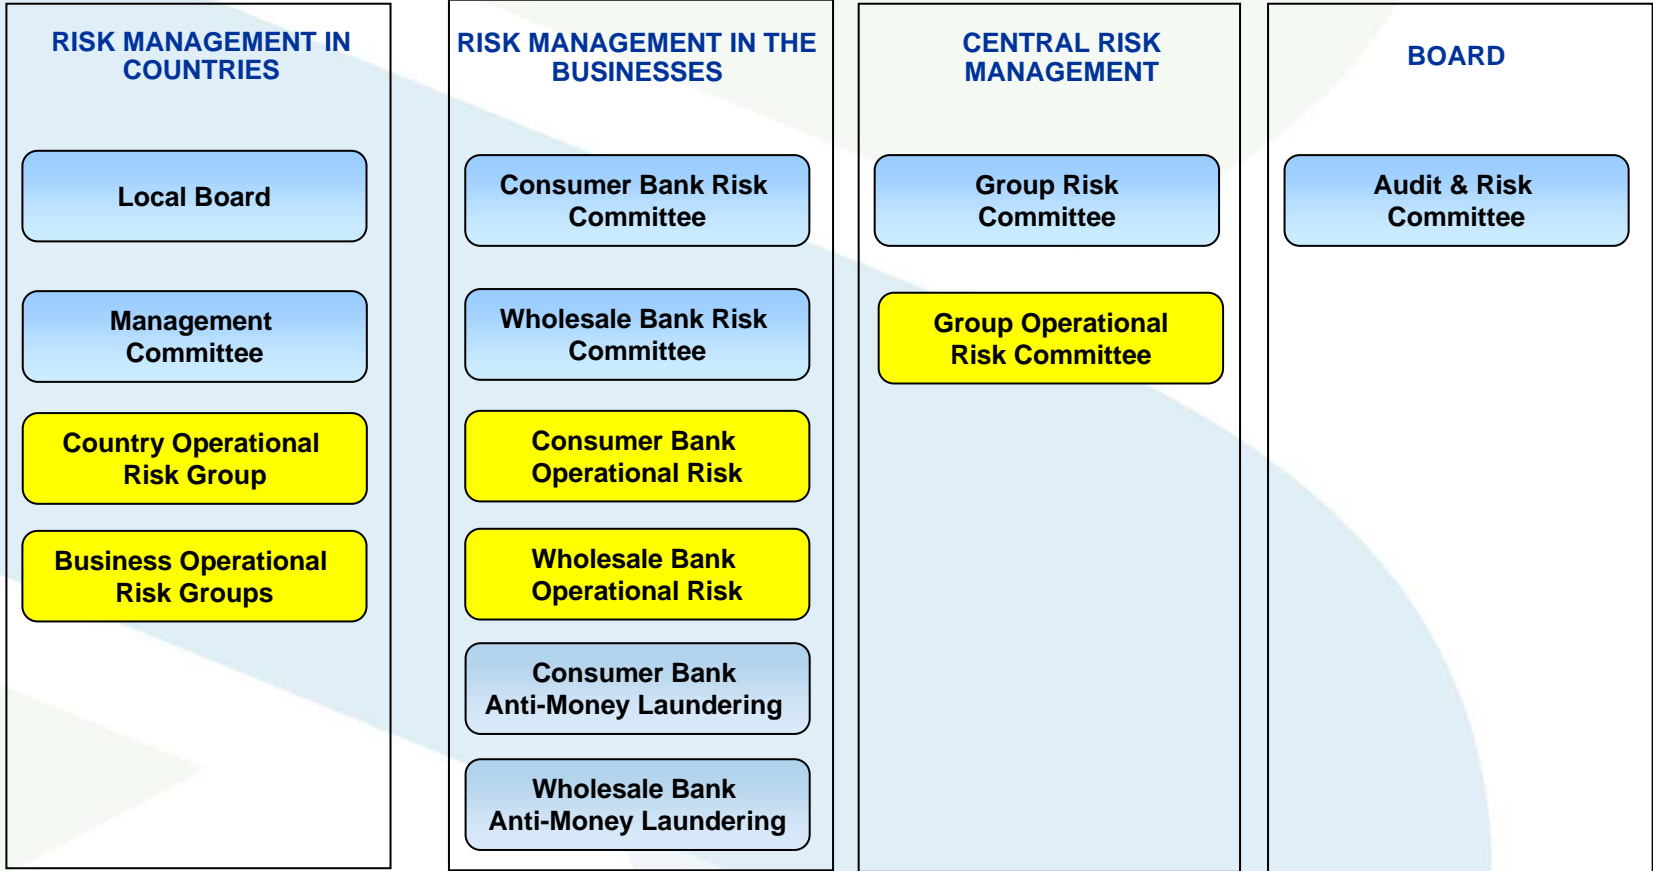 RISK MANAGEMENT IN
COUNTRIES
Local Board
Management
Committee
Country Operational
Risk Group
Business Operational
Risk Groups
RISK MANAGEMENT IN THE
BUSINESSES
Consumer Bank Risk
Committee
Wholesale Bank Risk
Committee
Consumer Bank
Operational Risk
Wholesale Bank
Operational Risk
Consumer Bank
Anti-Money Laundering
Wholesale Bank
Anti-Money Laundering
CENTRAL RISK
MANAGEMENT
Group Risk
Committee
Group Operational
Risk Committee
BOARD
Audit & Risk
Committee